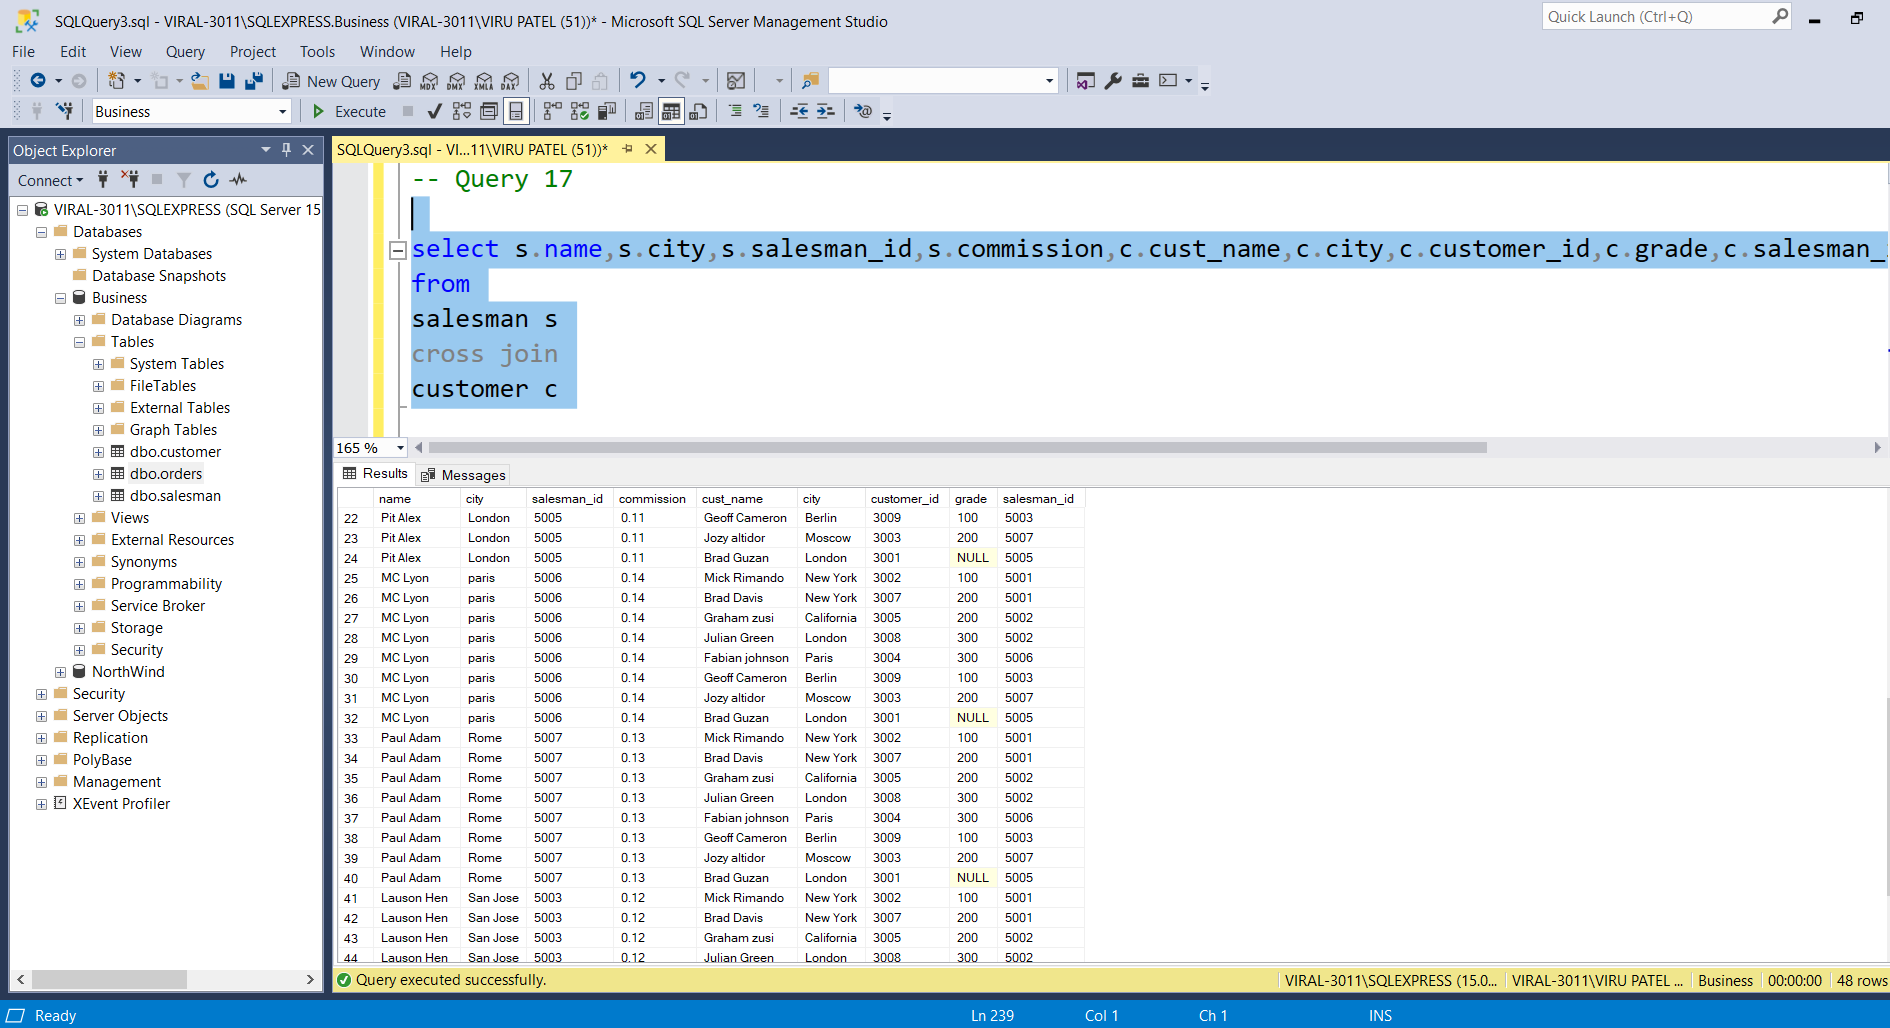 SQLQuery3.sql - VIRAL-3011\SQLEXPRESS.Business (VIRAL-3011\VIRU PATEL (51))* - Microsoft SQL Server Management Studio
Quick Launch (Ctrl+Q)
File Edit View Query Project Tools Window Help
New Query MDX DMX XMLA DAX
Business Execute
Object Explorer
Connect
VIRAL-3011\SQLEXPRESS (SQL Server 15
Databases
System Databases
Database Snapshots
Business
Database Diagrams
Tables
System Tables
FileTables
External Tables
Graph Tables
dbo.customer
dbo.orders
dbo.salesman
Views
External Resources
Synonyms
Programmability
Service Broker
Storage
Security
NorthWind
Security
Server Objects
Replication
PolyBase
Management
XEvent Profiler
SQLQuery3.sql - VI...11\VIRU PATEL (51))*
-- Query 17
select s.name,s.city,s.salesman_id,s.commission,c.cust_name,c.city,c.customer_id,c.grade,c.salesman_
from
salesman s
cross join
customer c
165 %
Results Messages
name city salesman_id commission cust_name city customer_id grade salesman_id
22 Pit Alex London 5005 0.11 Geoff Cameron Berlin 3009 100 5003
23 Pit Alex London 5005 0.11 Jozy altidor Moscow 3003 200 5007
24 Pit Alex London 5005 0.11 Brad Guzan London 3001 NULL 5005
25 MC Lyon paris 5006 0.14 Mick Rimando New York 3002 100 5001
26 MC Lyon paris 5006 0.14 Brad Davis New York 3007 200 5001
27 MC Lyon paris 5006 0.14 Graham zusi California 3005 200 5002
28 MC Lyon paris 5006 0.14 Julian Green London 3008 300 5002
29 MC Lyon paris 5006 0.14 Fabian johnson Paris 3004 300 5006
30 MC Lyon paris 5006 0.14 Geoff Cameron Berlin 3009 100 5003
31 MC Lyon paris 5006 0.14 Jozy altidor Moscow 3003 200 5007
32 MC Lyon paris 5006 0.14 Brad Guzan London 3001 NULL 5005
33 Paul Adam Rome 5007 0.13 Mick Rimando New York 3002 100 5001
34 Paul Adam Rome 5007 0.13 Brad Davis New York 3007 200 5001
35 Paul Adam Rome 5007 0.13 Graham zusi California 3005 200 5002
36 Paul Adam Rome 5007 0.13 Julian Green London 3008 300 5002
37 Paul Adam Rome 5007 0.13 Fabian johnson Paris 3004 300 5006
38 Paul Adam Rome 5007 0.13 Geoff Cameron Berlin 3009 100 5003
39 Paul Adam Rome 5007 0.13 Jozy altidor Moscow 3003 200 5007
40 Paul Adam Rome 5007 0.13 Brad Guzan London 3001 NULL 5005
41 Lauson Hen San Jose 5003 0.12 Mick Rimando New York 3002 100 5001
42 Lauson Hen San Jose 5003 0.12 Brad Davis New York 3007 200 5001
43 Lauson Hen San Jose 5003 0.12 Graham zusi California 3005 200 5002
44 Lauson Hen San Jose 5003 0.12 Julian Green London 3008 300 5002
Query executed successfully. VIRAL-3011\SQLEXPRESS (15.0... VIRAL-3011\VIRU PATEL ... Business 00:00:00 48 rows
Ready Ln 239 Col 1 Ch 1 INS